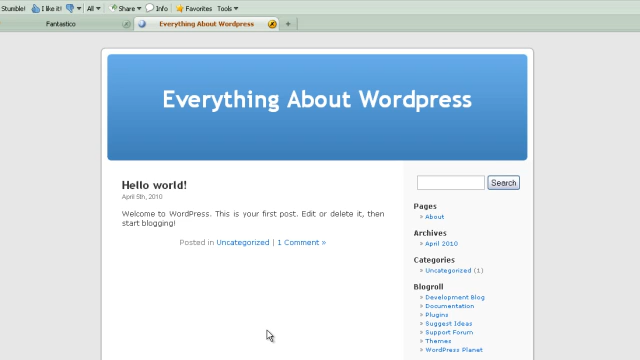 Stumble! I like it! All Share Info Favorites Tools
Fantastico Everything About Wordpress +
Everything About Wordpress
Hello world!
April 5th, 2010
Welcome to WordPress. This is your first post. Edit or delete it, then
start blogging!
Posted in Uncategorized | 1 Comment »
Search
Pages
» About
Archives
» April 2010
Categories
» Uncategorized (1)
Blogroll
» Development Blog
» Documentation
» Plugins
» Suggest Ideas
» Support Forum
» Themes
» WordPress Planet